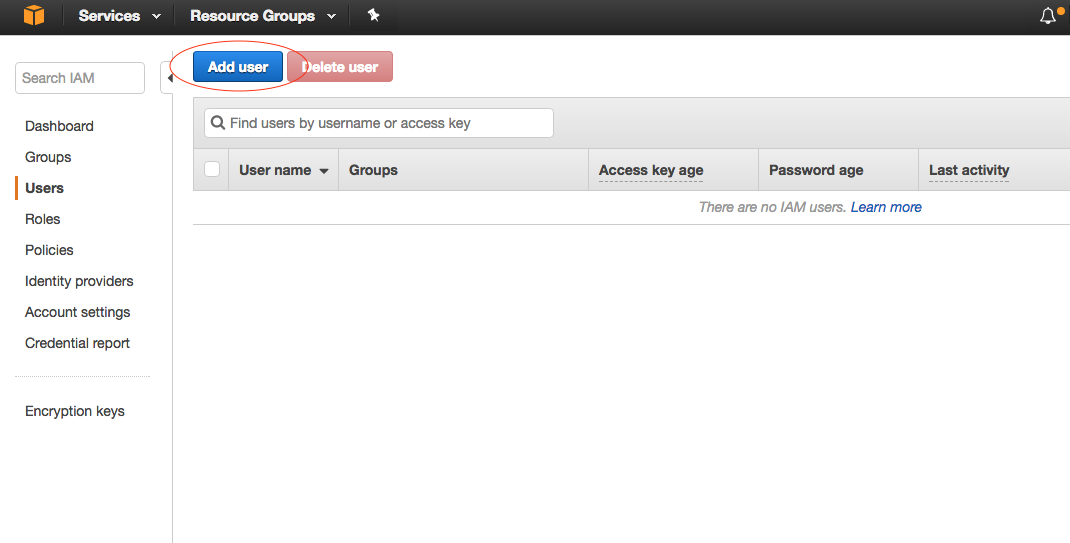 Services Resource Groups
Search IAM
Add user Delete user
Dashboard
Groups
Users
Roles
Policies
Identity providers
Account settings
Credential report
Encryption keys
Find users by username or access key
User name Groups Access key age Password age Last activity
There are no IAM users. Learn more